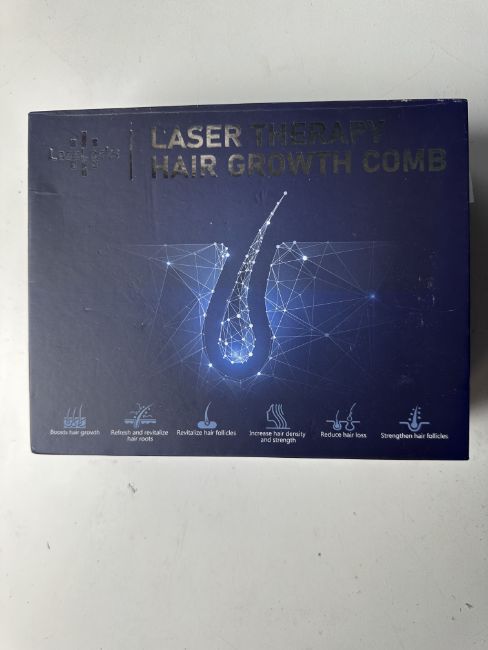 LASER THERAPY
HAIR GROWTH COMB
Boosts hair growth
Refresh and revitalize
hair roots
Revitalize hair follicles
Increase hair density
and strength
Reduce hair loss
Strengthen hair follicles